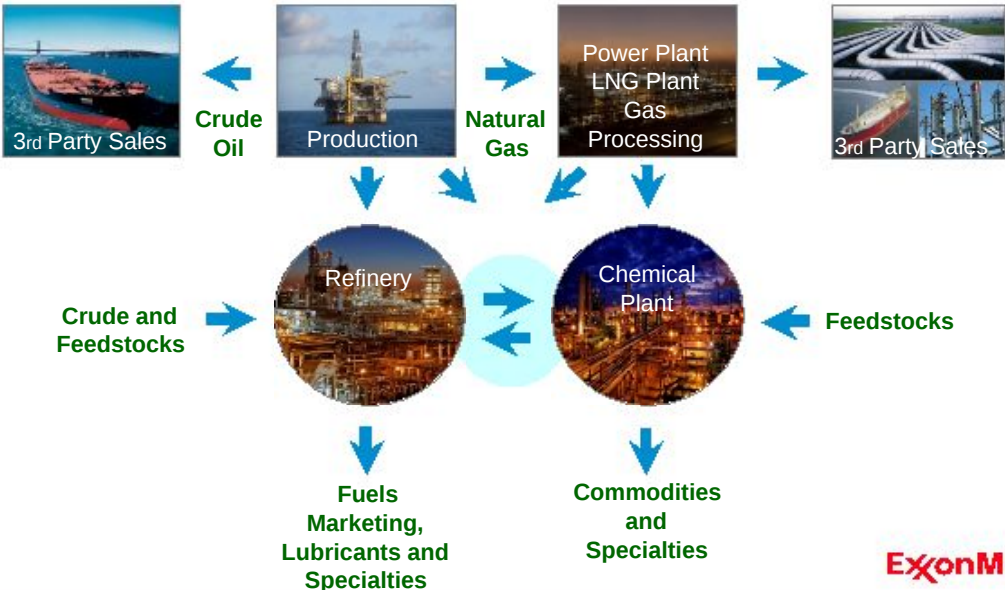 3rd Party Sales
Crude
Oil
Production
Natural
Gas
Power Plant
LNG Plant
Gas
Processing
3rd Party Sales
Refinery
Chemical
Plant
Crude and
Feedstocks
Feedstocks
Fuels
Marketing,
Lubricants and
Specialties
Commodities
and
Specialties
ExxonM